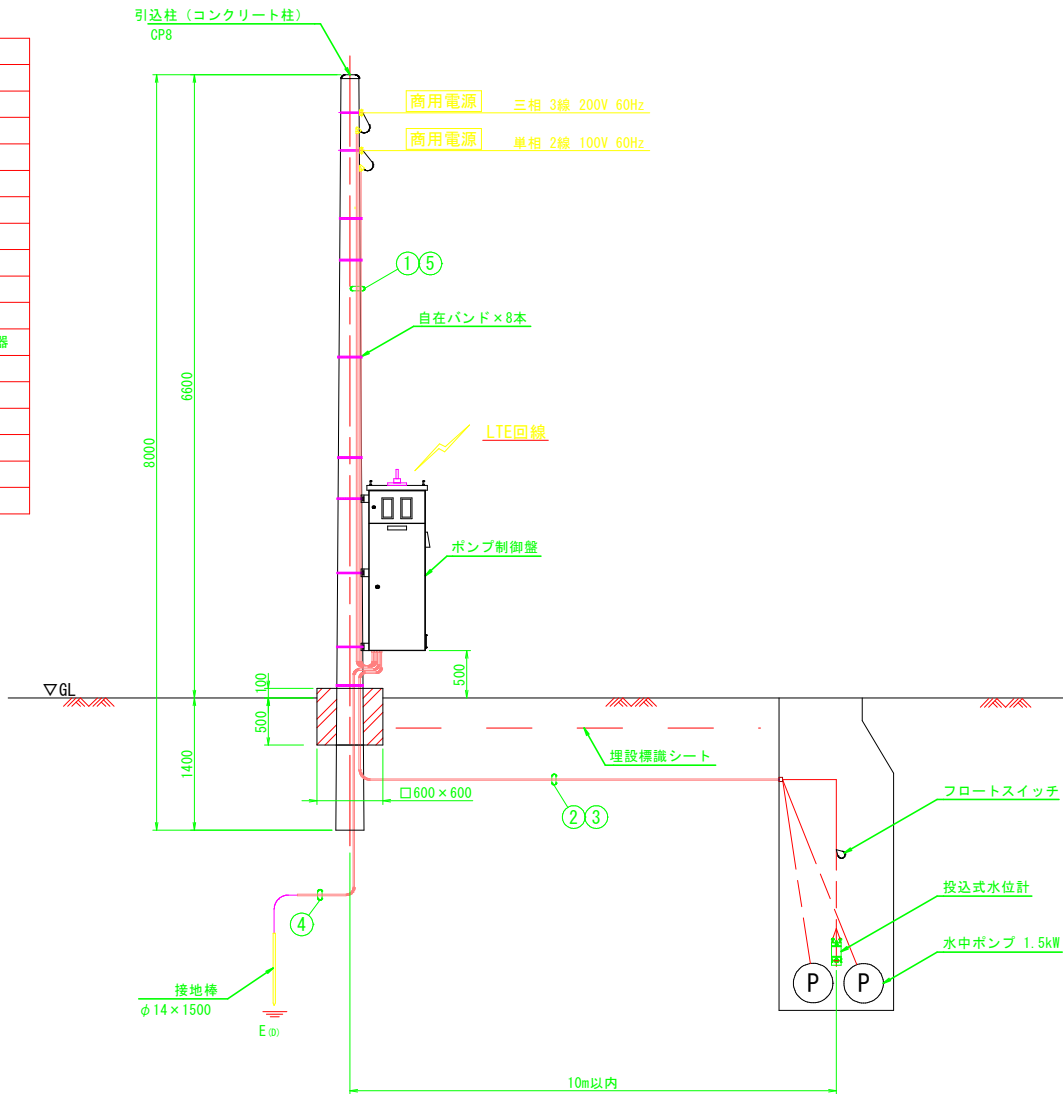 引込柱（コンクリート柱）
CP8
商用電源 三相 3線 200V 60Hz
商用電源 単相 2線 100V 60Hz
①⑤
自在バンド×8本
器
6600
8000
LTE回線
ポンプ制御盤
500
▽GL
100
500
1400
埋設標識シート
□600×600
②③
フロートスイッチ
投込式水位計
④
水中ポンプ 1.5kW
P P
接地棒
φ14×1500
E(D)
10m以内